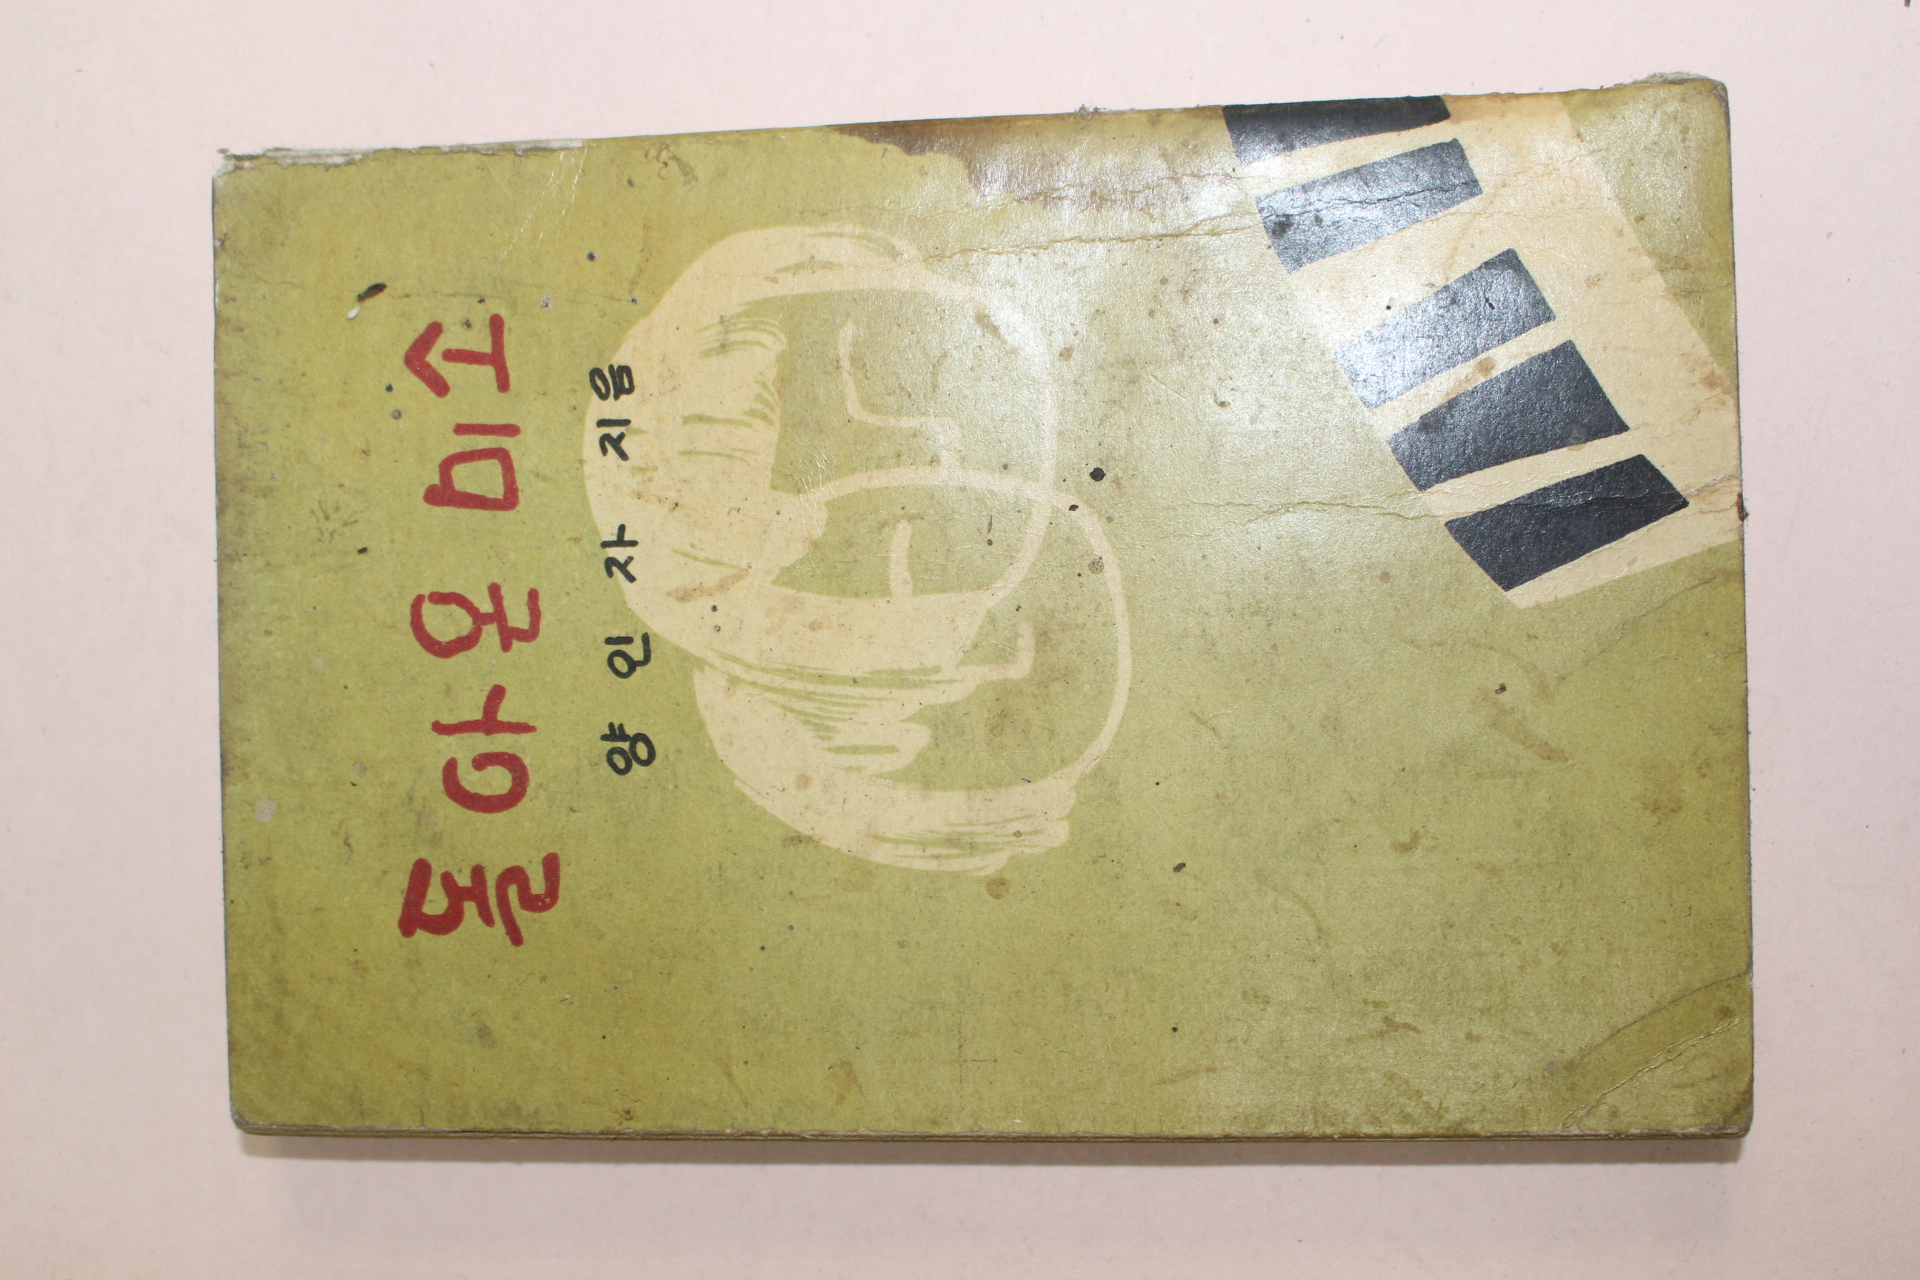 돌아온 미소
양인자 지음